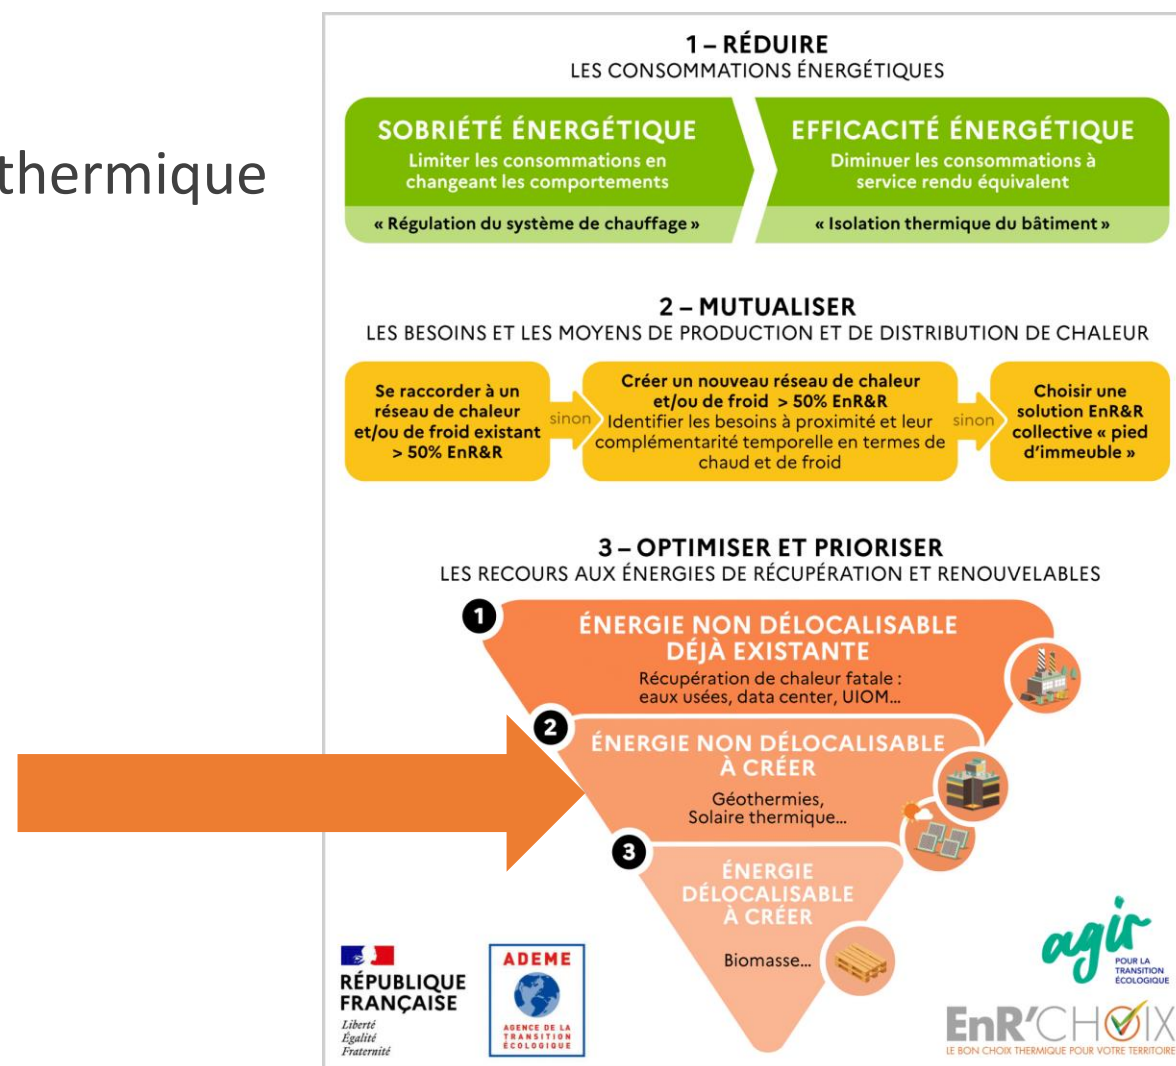 thermique
1 – RÉDUIRE
LES CONSOMMATIONS ÉNERGÉTIQUES
SOBRIÉTÉ ÉNERGÉTIQUE
Limiter les consommations en
changeant les comportements
« Régulation du système de chauffage »
EFFICACITÉ ÉNERGÉTIQUE
Diminuer les consommations à
service rendu équivalent
« Isolation thermique du bâtiment »
2 – MUTUALISER
LES BESOINS ET LES MOYENS DE PRODUCTION ET DE DISTRIBUTION DE CHALEUR
Se raccorder à un
réseau de chaleur
et/ou de froid existant
> 50% EnR&R
sinon
Créer un nouveau réseau de chaleur
et/ou de froid > 50% EnR&R
Identifier les besoins à proximité et leur
complémentarité temporelle en termes de
chaud et de froid
sinon
Choisir une
solution EnR&R
collective « pied
d'immeuble »
3 – OPTIMISER ET PRIORISER
LES RECOURS AUX ÉNERGIES DE RÉCUPÉRATION ET RENOUVELABLES
1
ÉNERGIE NON DÉLOCALISABLE
DÉJÀ EXISTANTE
Récupération de chaleur fatale :
eaux usées, data center, UIOM...
2
ÉNERGIE NON DÉLOCALISABLE
À CRÉER
Géothermies,
Solaire thermique...
3
ÉNERGIE
DÉLOCALISABLE
À CRÉER
Biomasse...
RÉPUBLIQUE
FRANÇAISE
Liberté
Égalité
Fraternité
ADEME
AGENCE DE LA
TRANSITION
ÉCOLOGIQUE
agir
POUR LA
TRANSITION
ÉCOLOGIQUE
EnR'CHOIX
LE BON CHOIX THERMIQUE POUR VOTRE TERRITOIRE